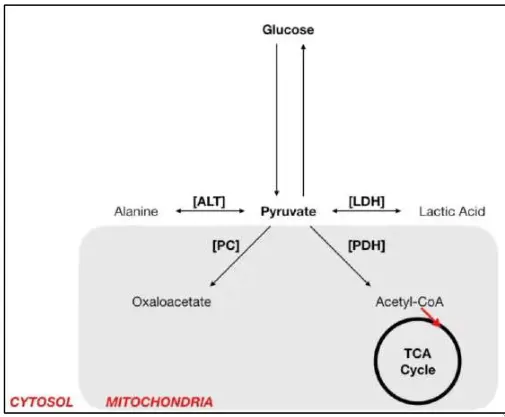 Glucose
[ALT]
[LDH]
Alanine
Pyruvate
Lactic Acid
[PC]
[PDH]
Oxaloacetate
Acetyl-CoA
TCA
Cycle
CYTOSOL
MITOCHONDRIA